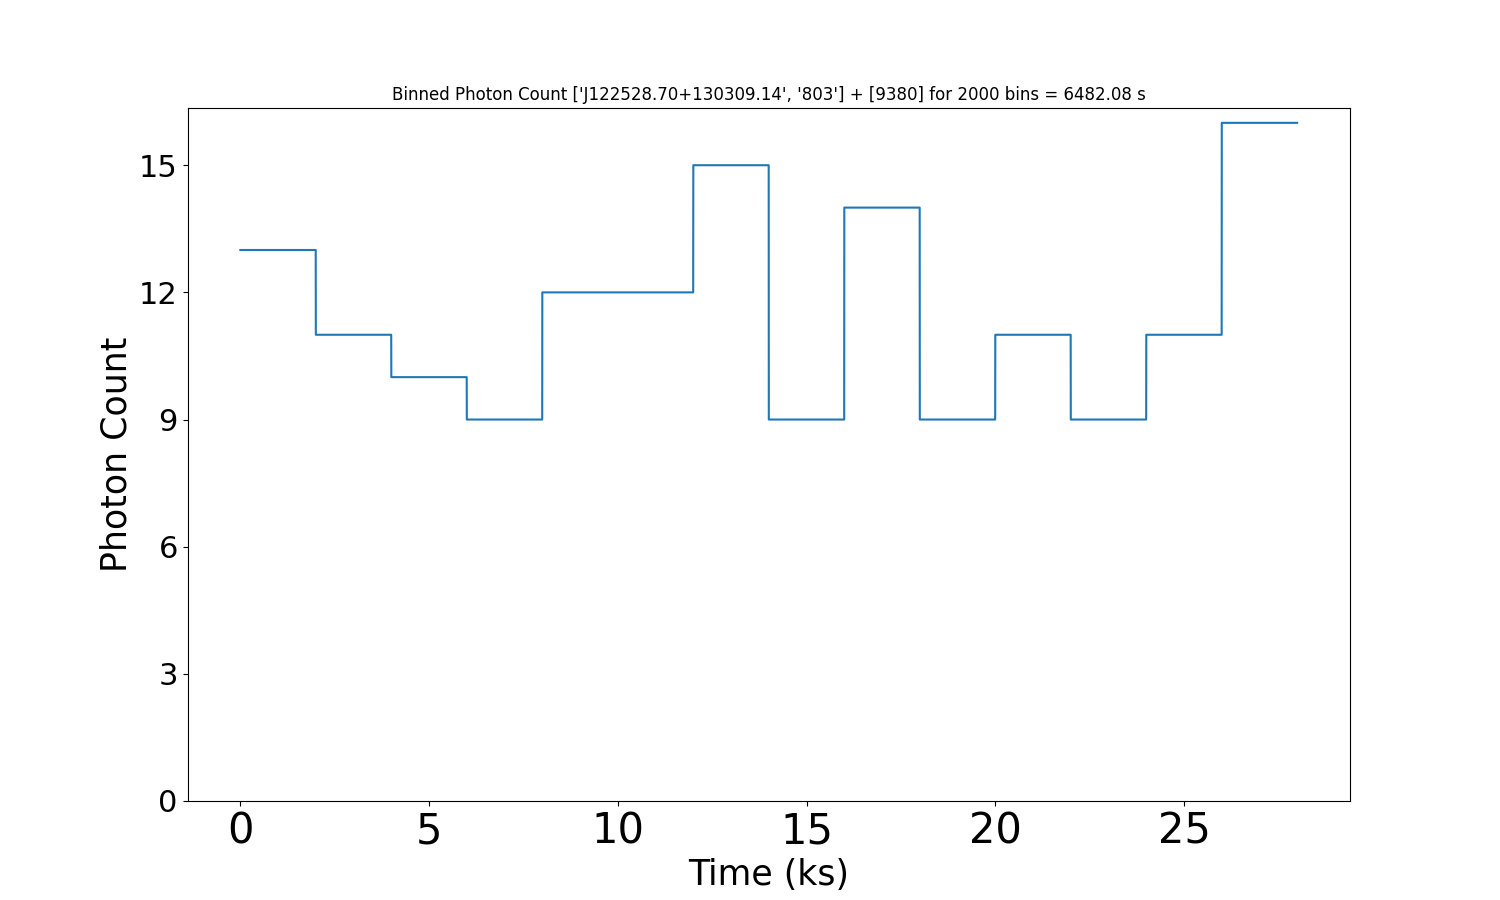 Binned Photon Count ['J122528.70+130309.14', '803'] + [9380] for 2000 bins = 6482.08 s
15
12
9
6
3
0
Photon Count
0 5 10 15 20 25
Time (ks)